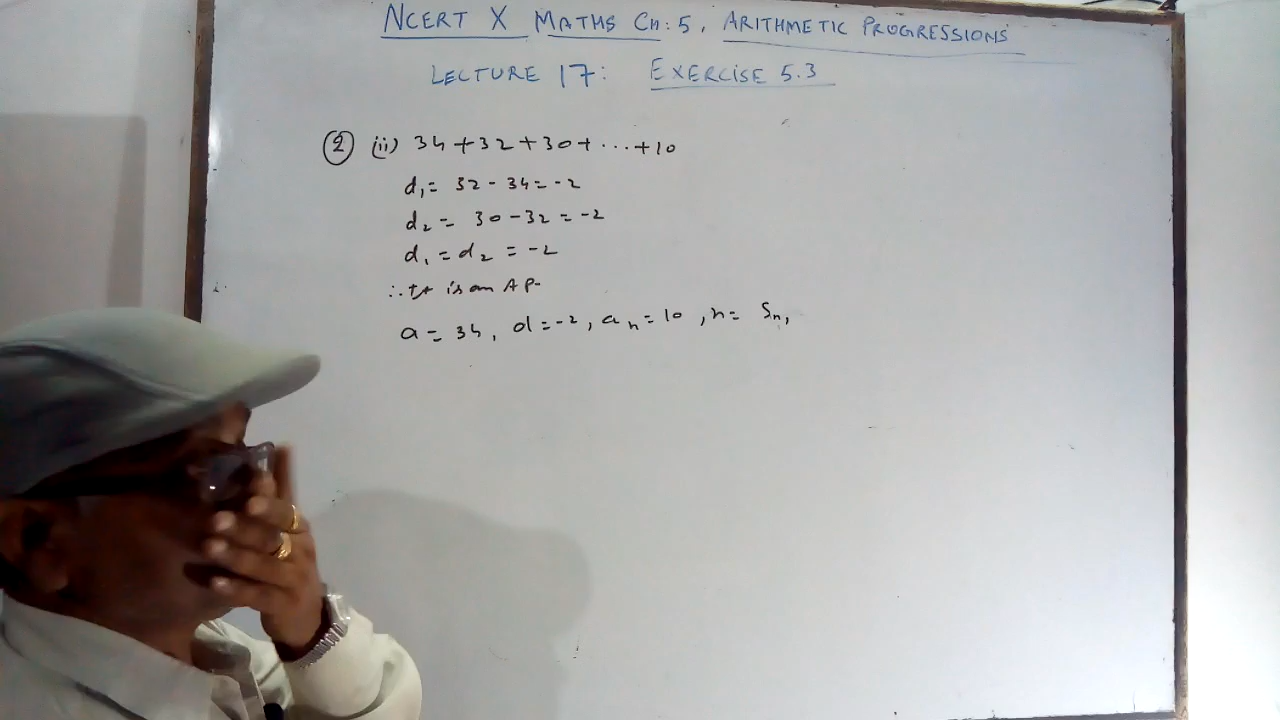 NCERT X MATHS CH: 5, ARITHMETIC PROGRESSIONS
LECTURE 17: EXERCISE 5.3
② (ii) 34 + 32 + 30 + ... + 10
d₁ = 32 - 34 = -2
d₂ = 30 - 32 = -2
d₁ = d₂ = -2
∴ It is an AP.
a = 34, d = -2, aₙ = 10, n = Sₙ,